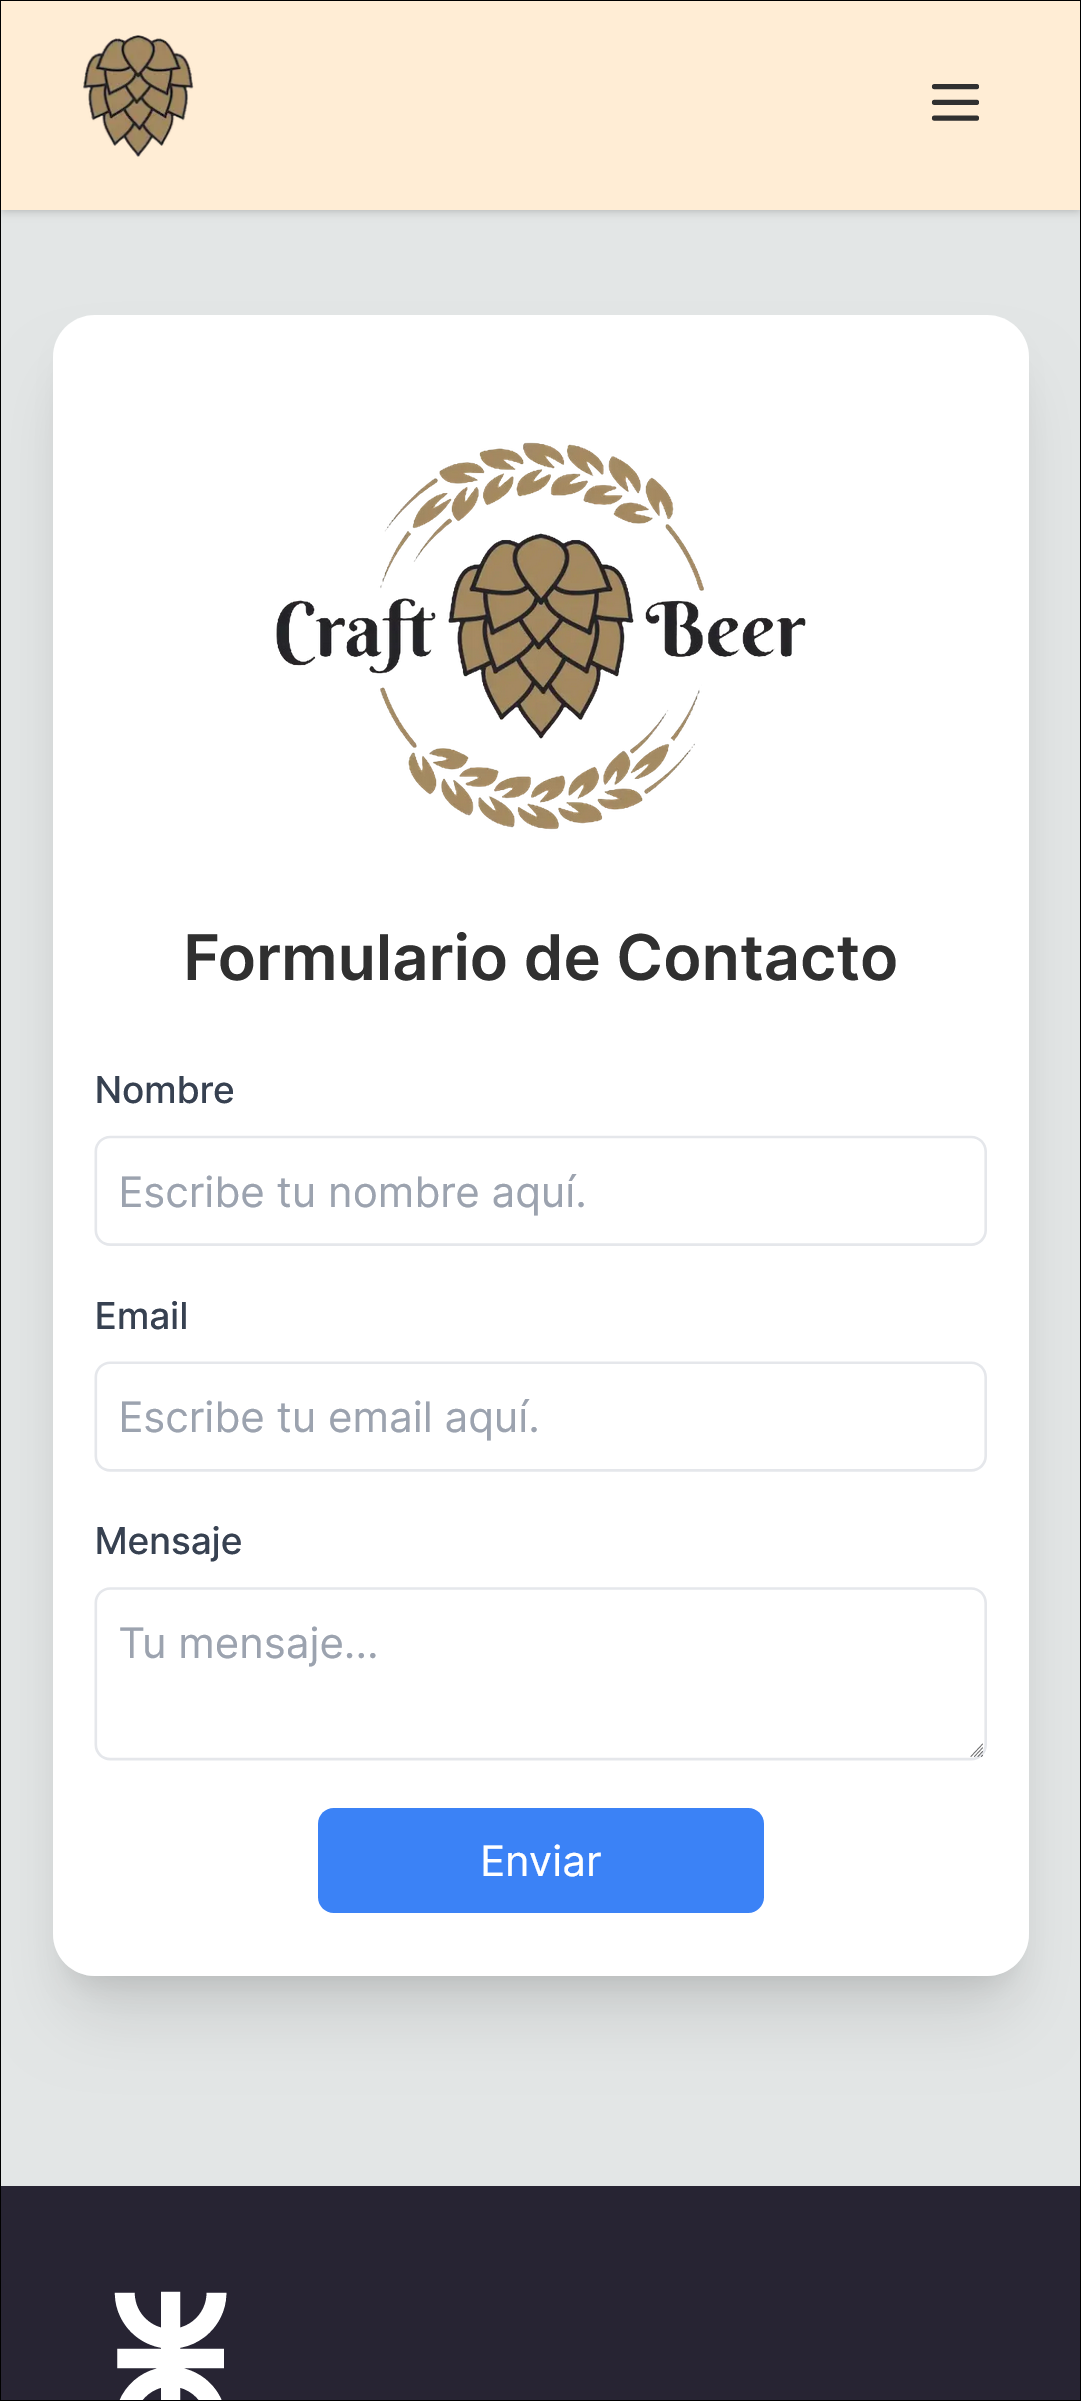 Craft Beer
Formulario de Contacto
Nombre
Escribe tu nombre aquí.
Email
Escribe tu email aquí.
Mensaje
Tu mensaje...
Enviar